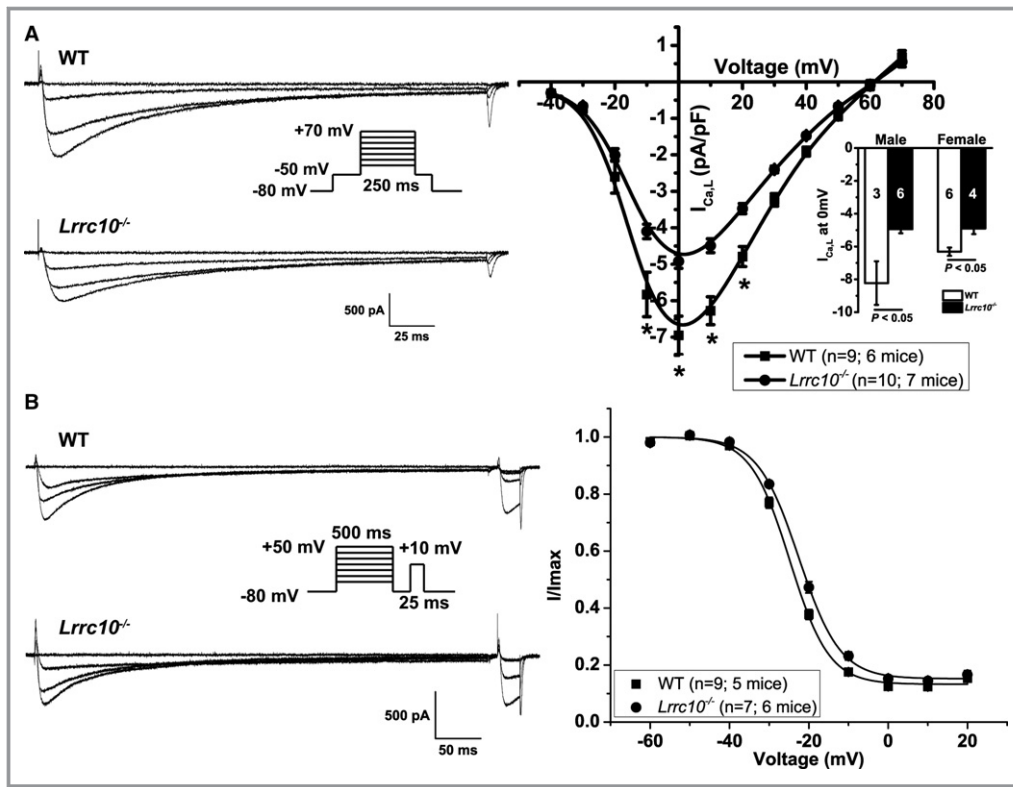 A
WT
+70 mV
-50 mV
-80 mV
250 ms
Lrrc10-/-
500 pA
25 ms
1
Voltage (mV)
-40 -20 20 40 60 80
-1
-2
-3
-4
-5
-6
-7
I Ca,L (pA/pF)
* * * *
Male Female
0
-2
-4
-6
-8
-10
I Ca,L at 0mV
3 6 6 4
P < 0.05
P < 0.05
WT
Lrrc10-/-
WT (n=9; 6 mice)
Lrrc10-/- (n=10; 7 mice)
B
WT
500 ms
+50 mV +10 mV
-80 mV
25 ms
Lrrc10-/-
500 pA
50 ms
1.0
0.8
0.6
0.4
0.2
0.0
I/Imax
WT (n=9; 5 mice)
Lrrc10-/- (n=7; 6 mice)
-60 -40 -20 0 20
Voltage (mV)